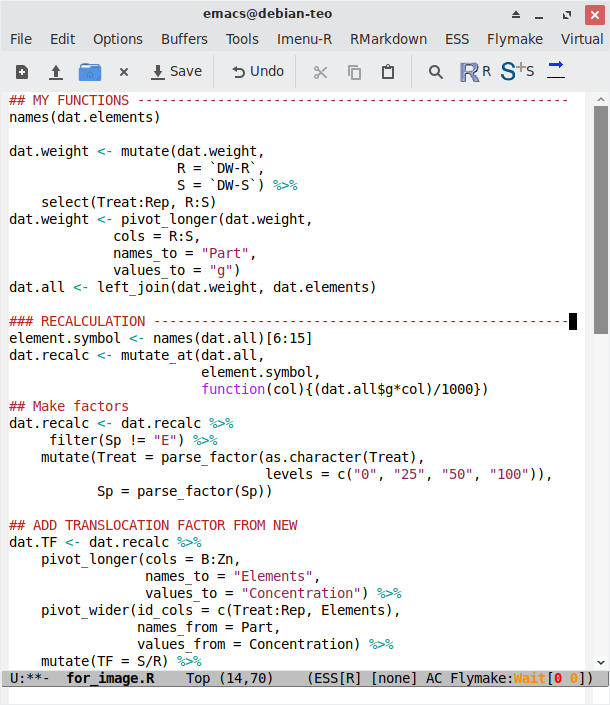 emacs@debian-teo
File Edit Options Buffers Tools Imenu-R RMarkdown ESS Flymake Virtual
Save Undo R R S+S
## MY FUNCTIONS ------------------------------------------------------
names(dat.elements)

dat.weight <- mutate(dat.weight,
                     R = `DW-R`,
                     S = `DW-S`) %>%
    select(Treat:Rep, R:S)
dat.weight <- pivot_longer(dat.weight,
             cols = R:S,
             names_to = "Part",
             values_to = "g")
dat.all <- left_join(dat.weight, dat.elements)

### RECALCULATION ----------------------------------------------------
element.symbol <- names(dat.all)[6:15]
dat.recalc <- mutate_at(dat.all,
                        element.symbol,
                        function(col){(dat.all$g*col)/1000})
## Make factors
dat.recalc <- dat.recalc %>%
     filter(Sp != "E") %>%
    mutate(Treat = parse_factor(as.character(Treat),
                                levels = c("0", "25", "50", "100")),
           Sp = parse_factor(Sp))

## ADD TRANSLOCATION FACTOR FROM NEW
dat.TF <- dat.recalc %>%
    pivot_longer(cols = B:Zn,
                 names_to = "Elements",
                 values_to = "Concentration") %>%
    pivot_wider(id_cols = c(Treat:Rep, Elements),
                names_from = Part,
                values_from = Concentration) %>%
    mutate(TF = S/R) %>%
U:**-  for_image.R    Top (14,70)    (ESS[R] [none] AC Flymake:Wait[0 0])